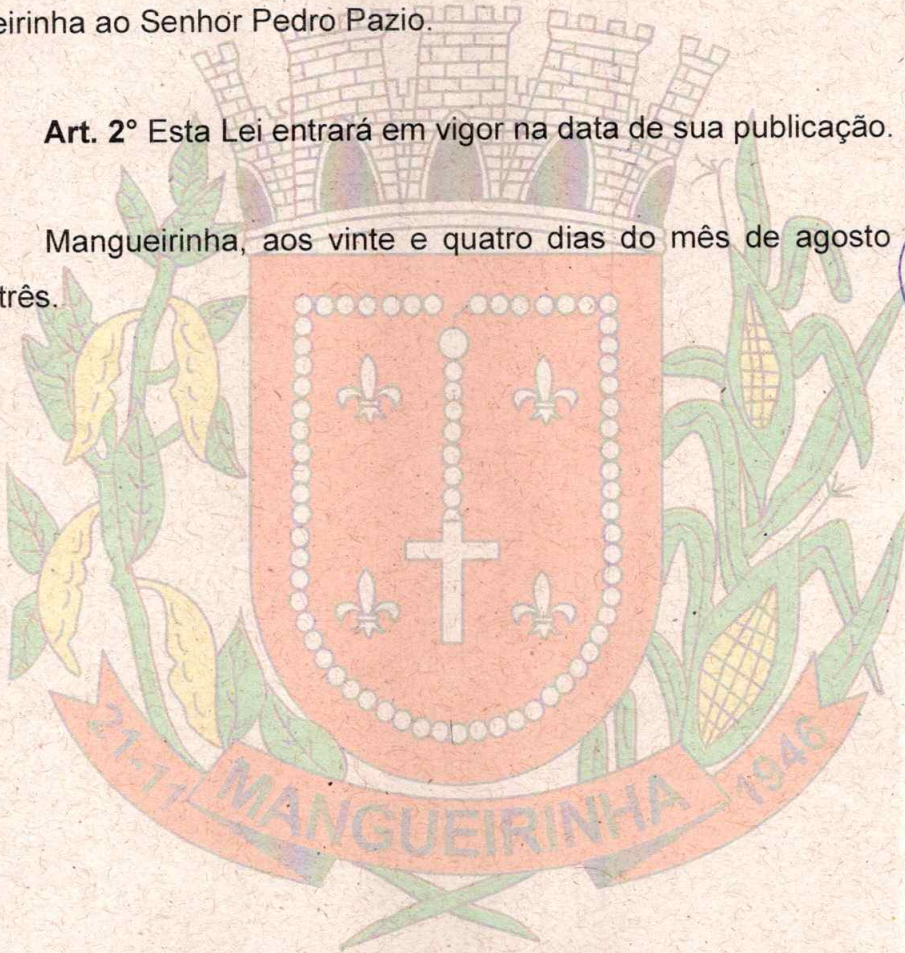 eirinha ao Senhor Pedro Pazio.
Art. 2° Esta Lei entrará em vigor na data de sua publicação.
Mangueirinha, aos vinte e quatro dias do mês de agosto
três.
21-11 MANGUEIRINHA 1946